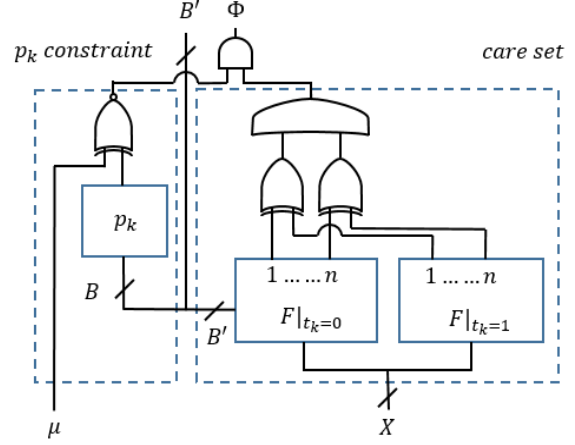 B′ Φ
p_k constraint
care set
p_k
B
B′
1 ... ... n
F|_{t_k=0}
1 ... ... n
F|_{t_k=1}
μ
X